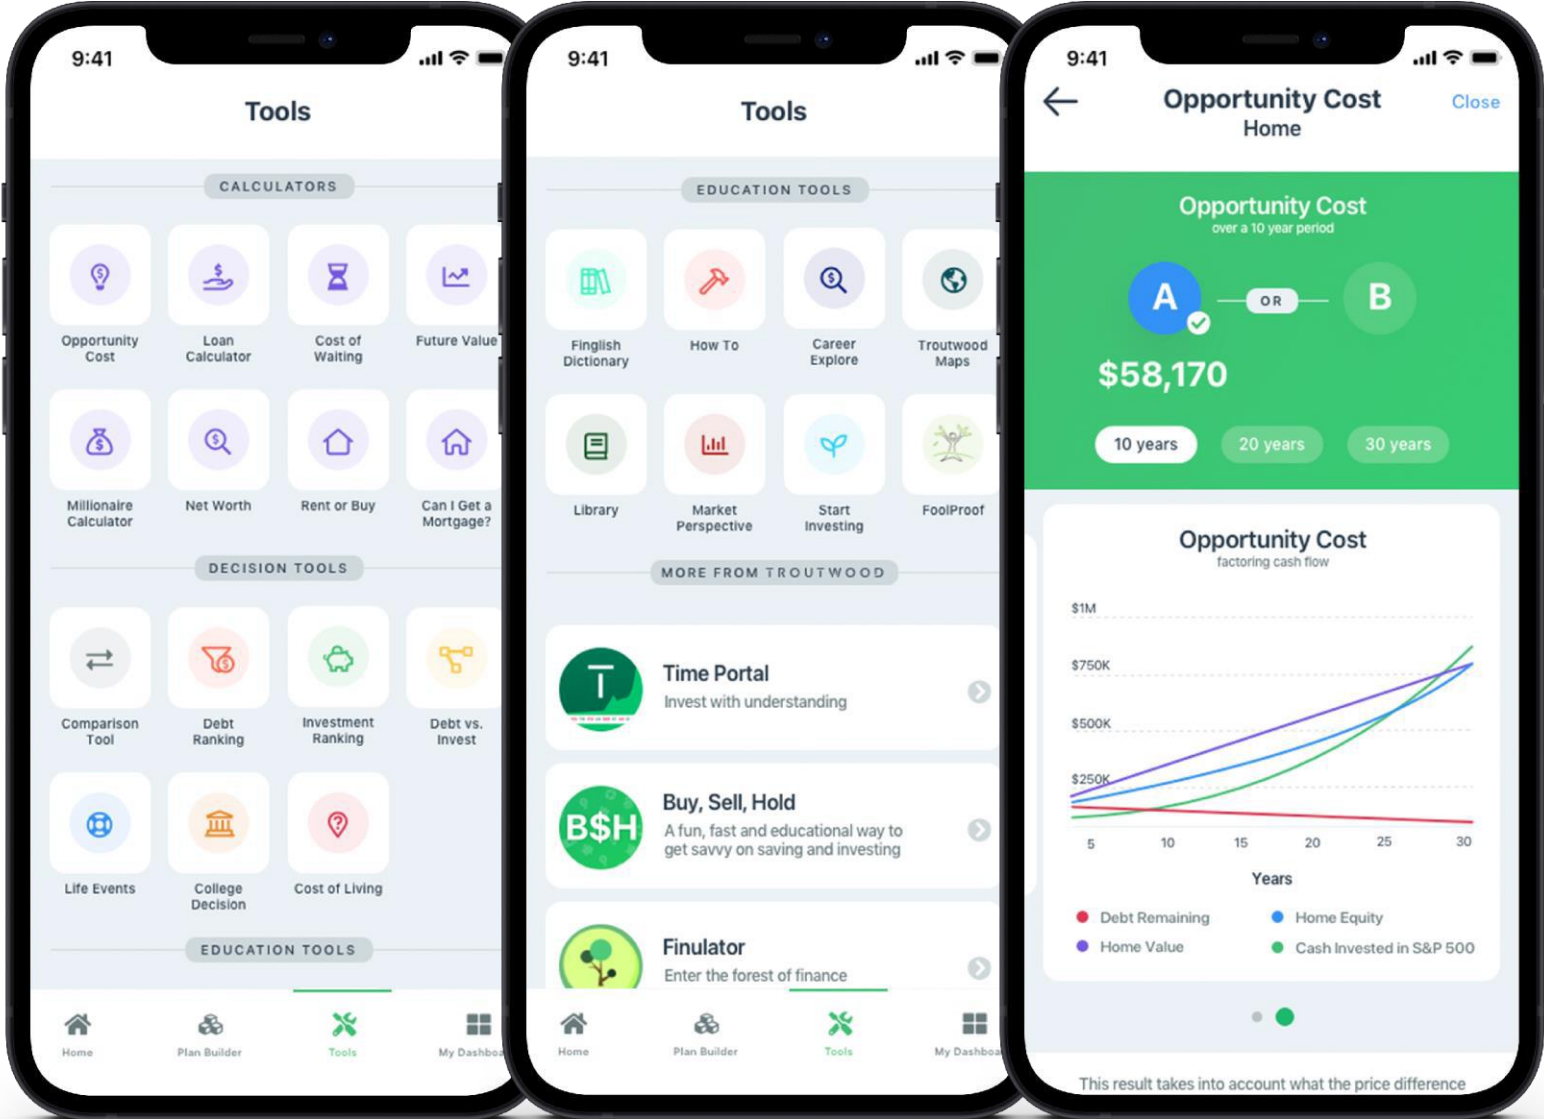 9:41
Tools
CALCULATORS
Opportunity
Cost
Loan
Calculator
Cost of
Waiting
Future Value
Millionaire
Calculator
Net Worth
Rent or Buy
Can I Get a
Mortgage?
DECISION TOOLS
Comparison
Tool
Debt
Ranking
Investment
Ranking
Debt vs.
Invest
Life Events
College
Decision
Cost of Living
EDUCATION TOOLS
Home
Plan Builder
Tools
My Dashboa
9:41
Tools
EDUCATION TOOLS
Finglish
Dictionary
How To
Career
Explore
Troutwood
Maps
Library
Market
Perspective
Start
Investing
FoolProof
MORE FROM TROUTWOOD
T
Time Portal
Invest with understanding
B$H
Buy, Sell, Hold
A fun, fast and educational way to
get savvy on saving and investing
Finulator
Enter the forest of finance
Home
Plan Builder
Tools
My Dashboa
9:41
Opportunity Cost
Close
Home
Opportunity Cost
over a 10 year period
A
OR
B
$58,170
10 years
20 years
30 years
Opportunity Cost
factoring cash flow
$1M
$750K
$500K
$250K
5 10 15 20 25 30
Years
Debt Remaining
Home Equity
Home Value
Cash Invested in S&P 500
This result takes into account what the price difference